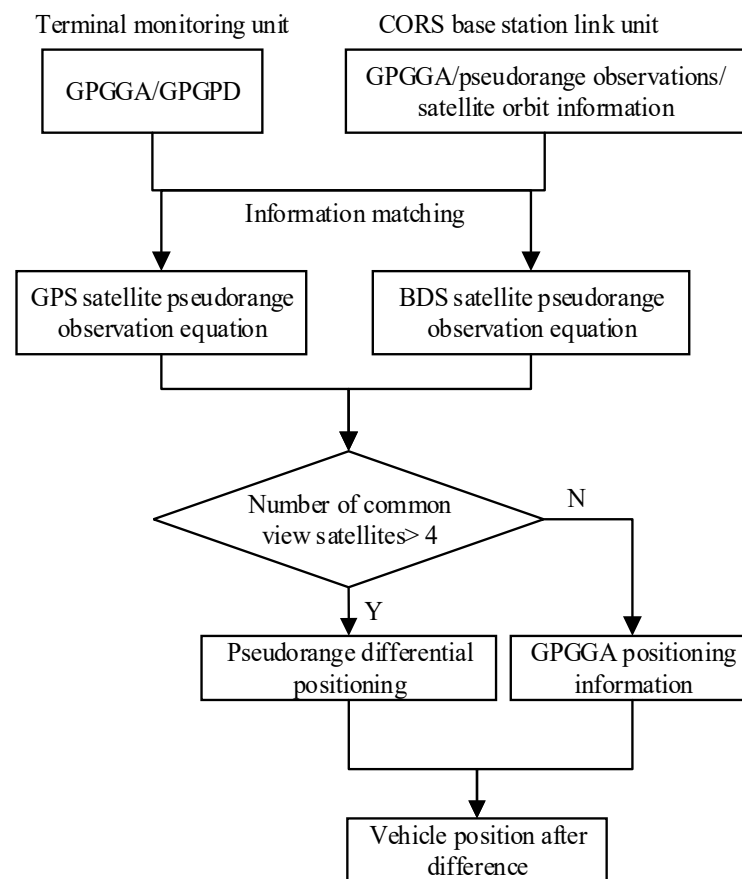 Terminal monitoring unit
CORS base station link unit
GPGGA/GPGPD
GPGGA/pseudorange observations/
satellite orbit information
Information matching
GPS satellite pseudorange
observation equation
BDS satellite pseudorange
observation equation
Number of common
view satellites> 4
N
Y
Pseudorange differential
positioning
GPGGA positioning
information
Vehicle position after
difference